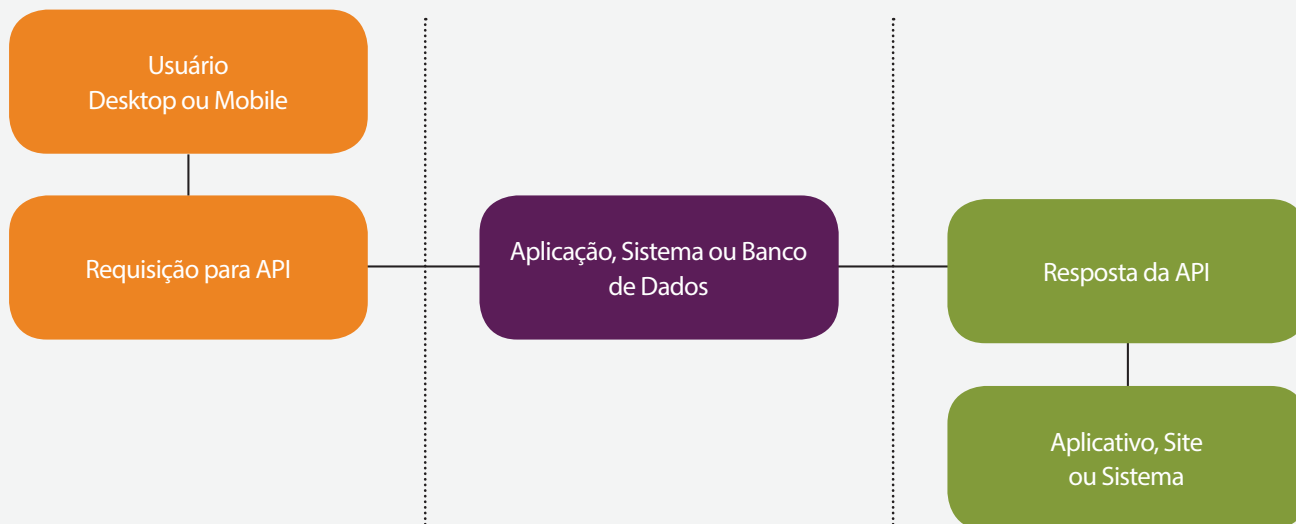 Usuário
Desktop ou Mobile
Requisição para API
Aplicação, Sistema ou Banco
de Dados
Resposta da API
Aplicativo, Site
ou Sistema